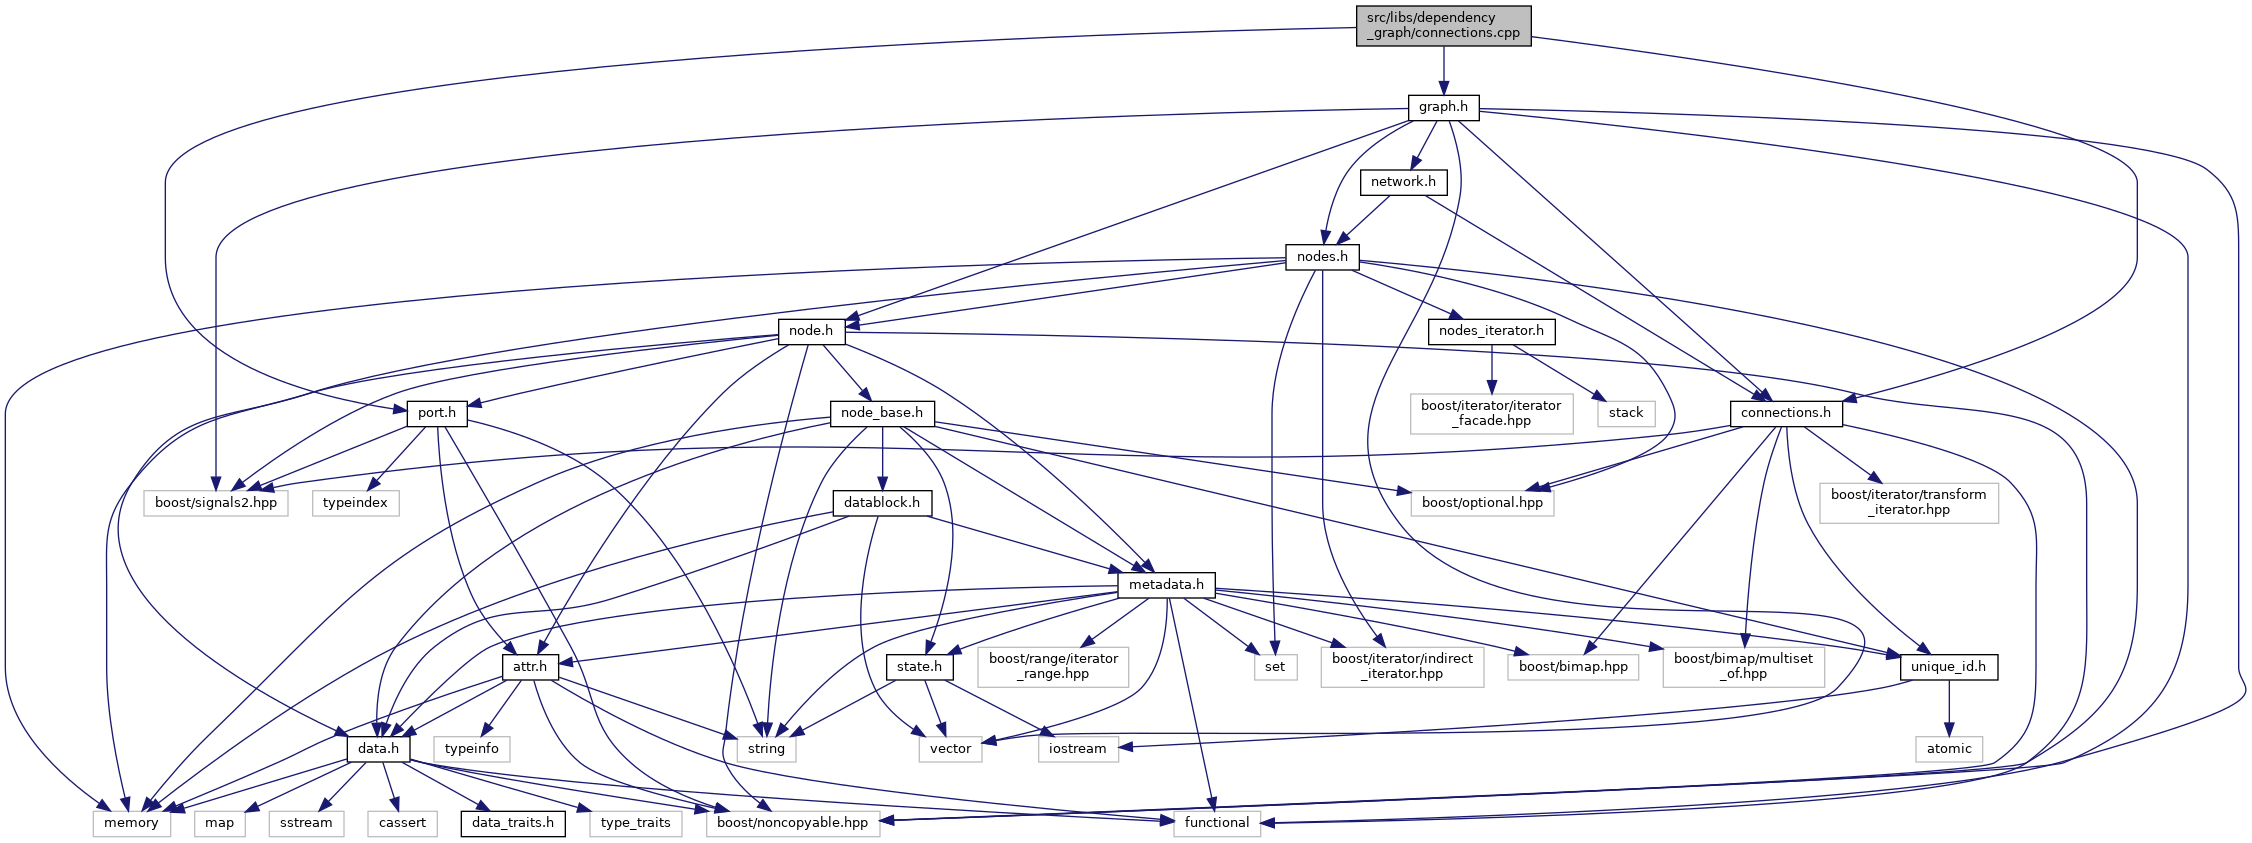 src/libs/dependency
_graph/connections.cpp
graph.h
network.h
nodes.h
node.h
nodes_iterator.h
port.h
node_base.h
boost/iterator/iterator
_facade.hpp
stack
connections.h
boost/signals2.hpp
typeindex
datablock.h
boost/optional.hpp
boost/iterator/transform
_iterator.hpp
metadata.h
attr.h
state.h
boost/range/iterator
_range.hpp
set
boost/iterator/indirect
_iterator.hpp
boost/bimap.hpp
boost/bimap/multiset
_of.hpp
unique_id.h
data.h
typeinfo
string
vector
iostream
atomic
memory
map
sstream
cassert
data_traits.h
type_traits
boost/noncopyable.hpp
functional